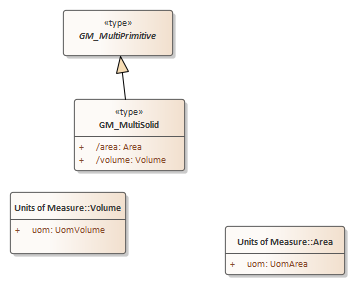 «type»
GM_MultiPrimitive
«type»
GM_MultiSolid
+ /area: Area
+ /volume: Volume
Units of Measure::Volume
+ uom: UomVolume
Units of Measure::Area
+ uom: UomArea